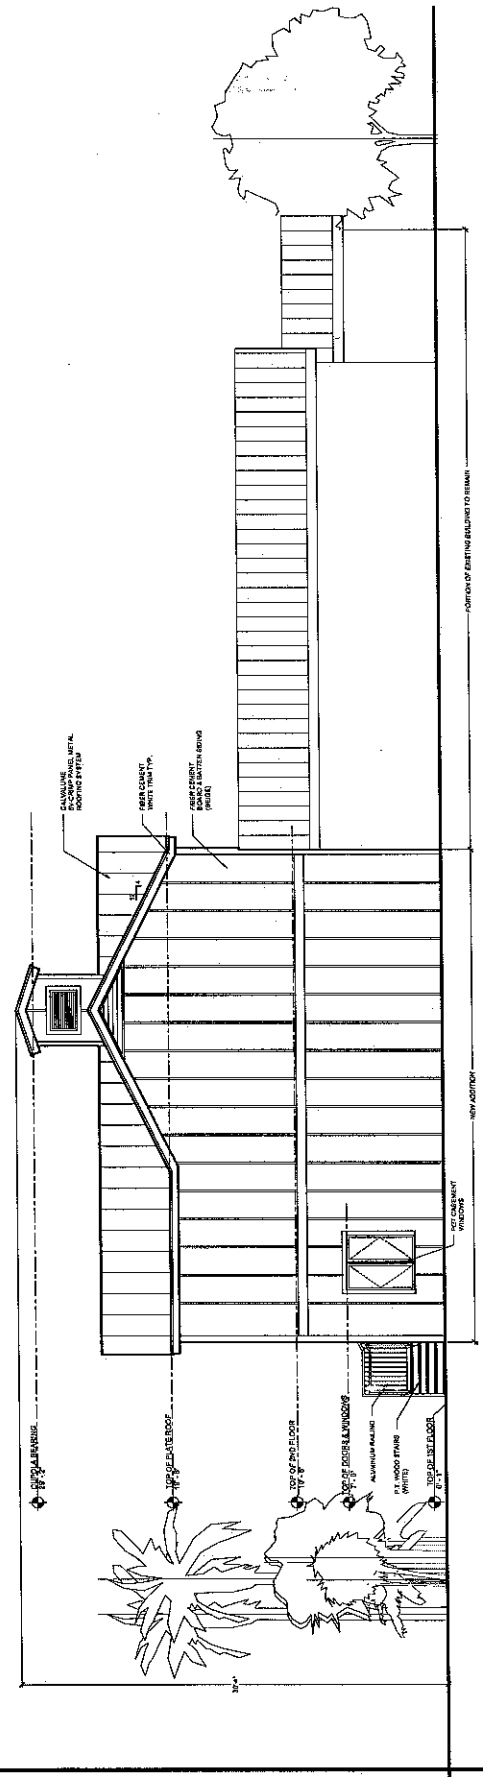 GALVALUME
5V-CRIMP PANEL METAL
ROOFING SYSTEM
FIBER CEMENT
WHITE TRIM TYP.
FIBER CEMENT
BOARD & BATTEN SIDING
(BEIGE)
12
4
CUPOLA BEARING
TOP OF PLATE ROOF
TOP OF 2ND FLOOR
TOP OF DOORS & WINDOWS
ALUMINUM RAILING
P.T. WOOD STAIRS
(WHITE)
TOP OF 1ST FLOOR
CASEMENT
WINDOWS
NEW ADDITION
PORTION OF EXISTING BUILDING TO REMAIN